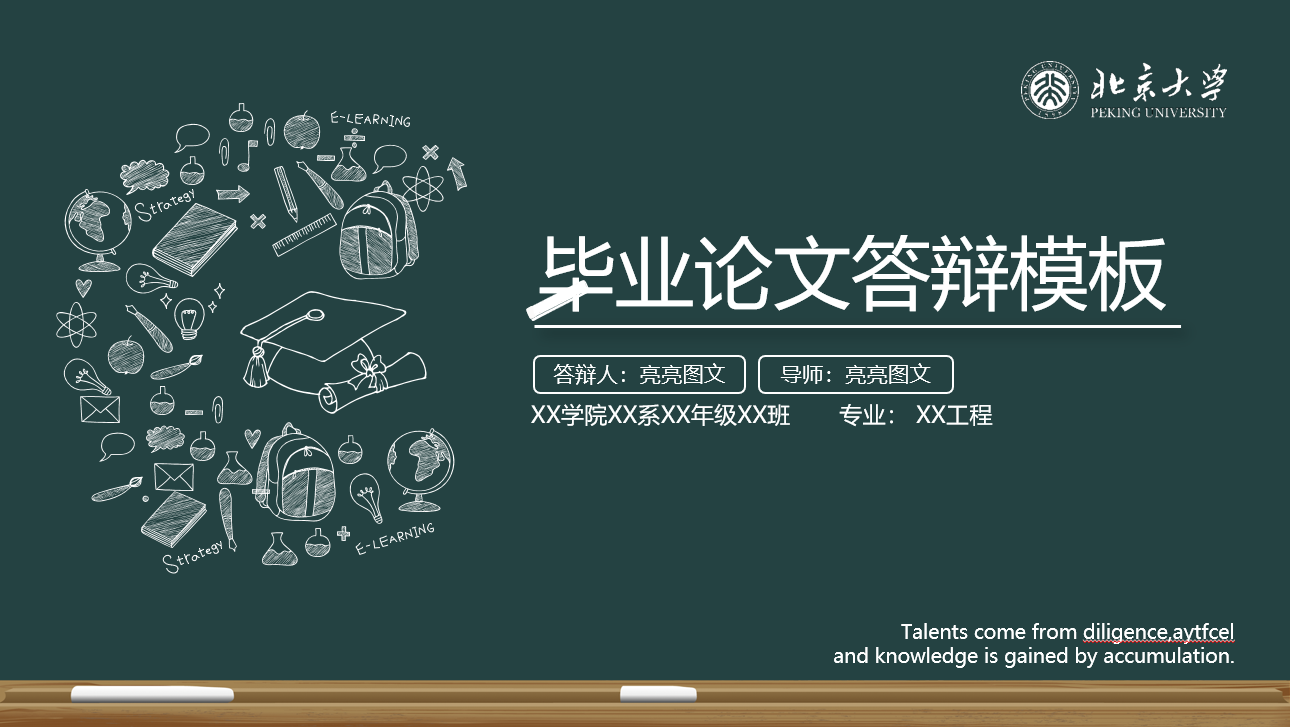 北京大学
PEKING UNIVERSITY
E-LEARNING
Strategy
毕业论文答辩模板
答辩人：亮亮图文
导师：亮亮图文
XX学院XX系XX年级XX班 专业： XX工程
Strategy
E-LEARNING
Talents come from diligence,aytfcel
and knowledge is gained by accumulation.